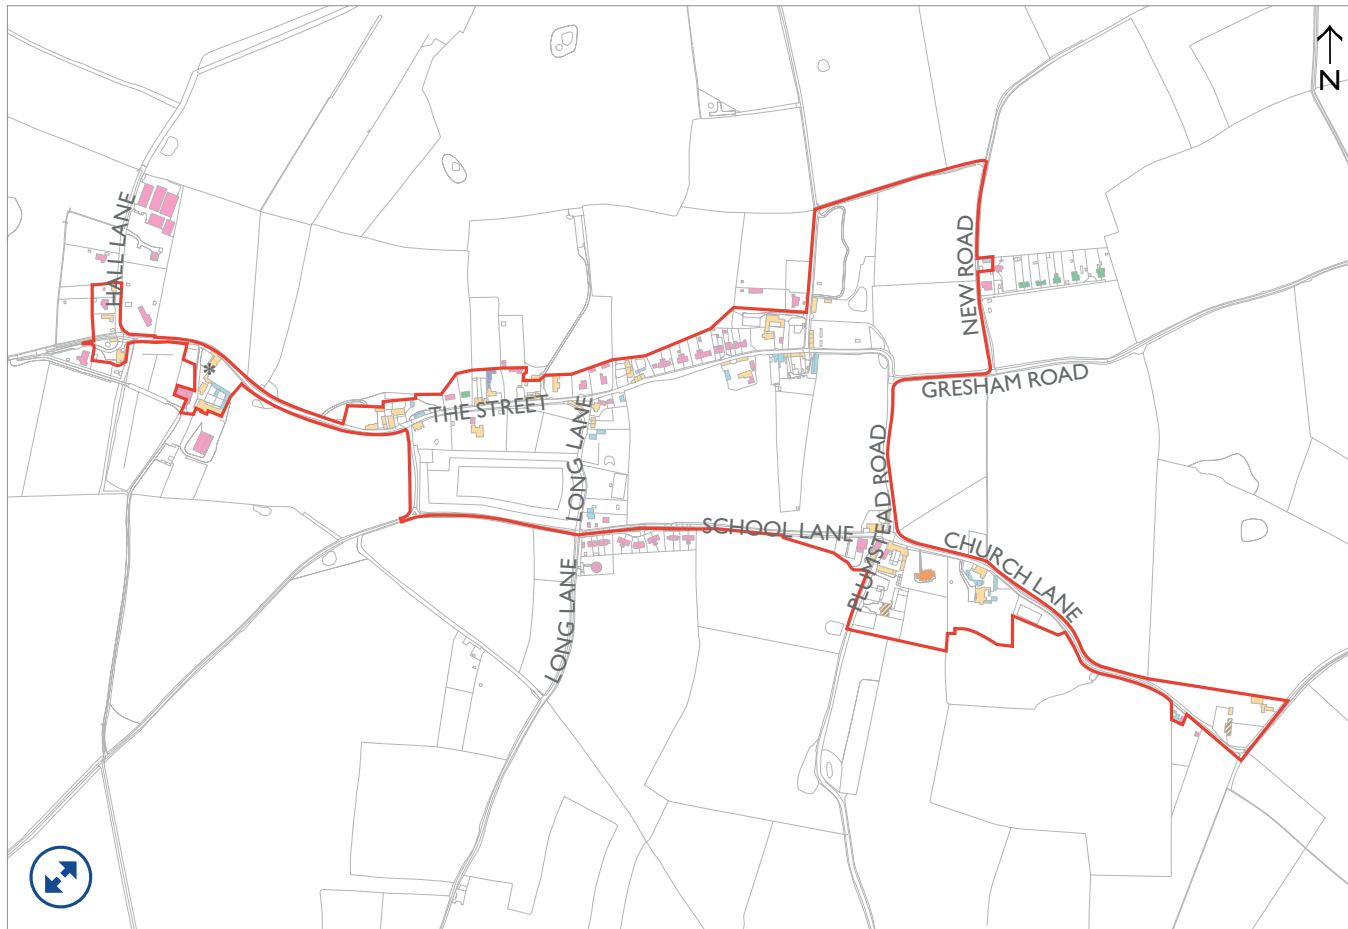 N
HALL LANE
NEW ROAD
GRESHAM ROAD
THE STREET
LONG LANE
PLUMSTEAD ROAD
SCHOOL LANE
CHURCH LANE
LONG LANE
*